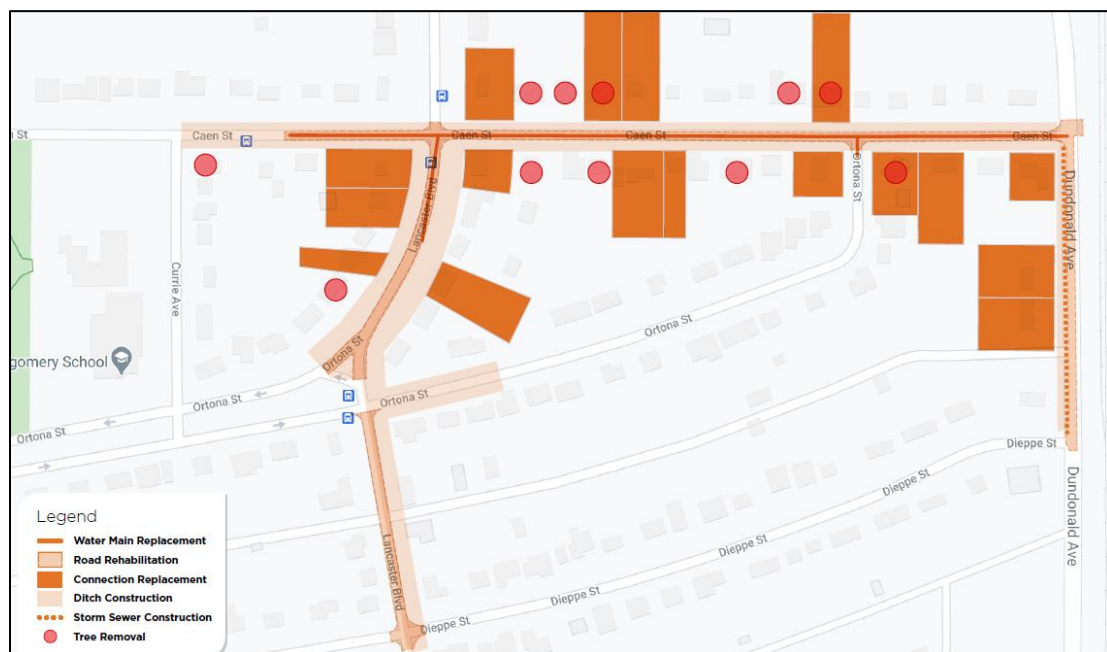 n St
Caen St
Caen St
Caen St
Caen St
Lancaster Blvd
Lancaster Blvd
Ortona St
Dundonald Ave
Currie Ave
Ortona St
Ortona St
gomery School
Ortona St
Ortona St
Ortona St
Dieppe St
Dieppe St
Dundonald Ave
Dieppe St
Lancaster Blvd
Dieppe St
Dieppe St
Legend
Water Main Replacement
Road Rehabilitation
Connection Replacement
Ditch Construction
Storm Sewer Construction
Tree Removal